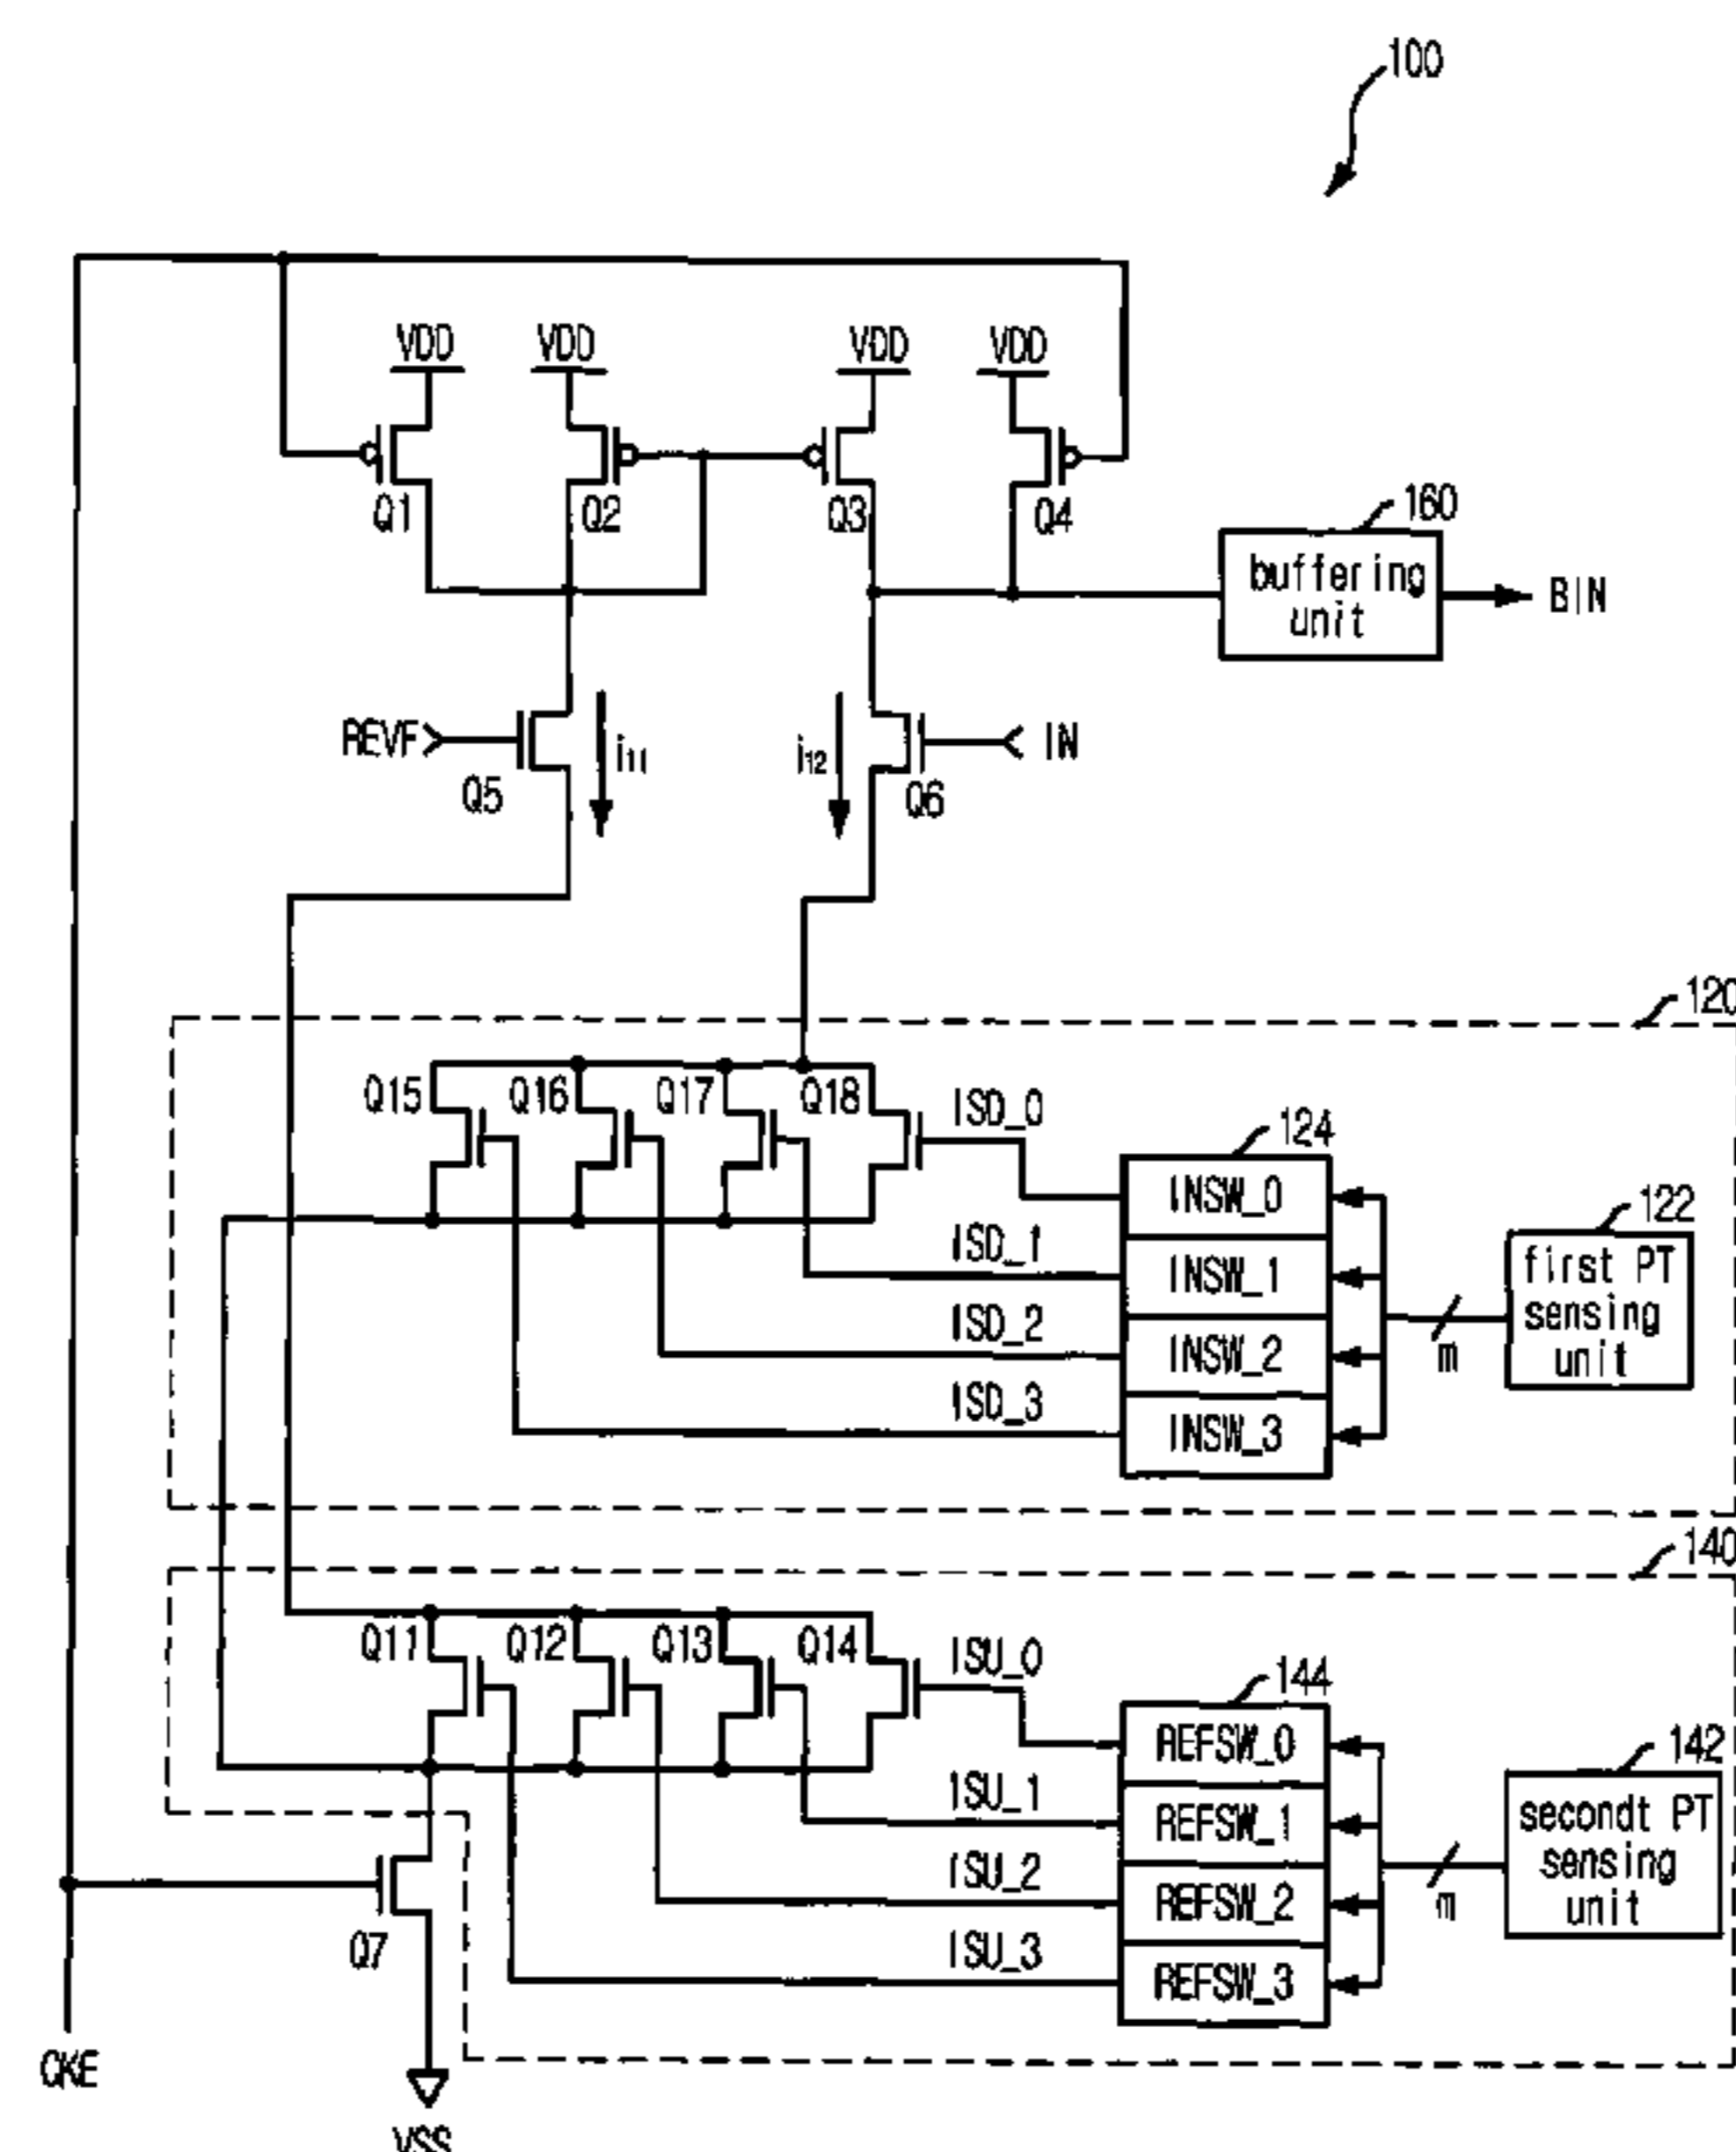 100
VDD VDD VDD VDD
Q1 Q2 Q3 Q4
160
buffering
unit
BIN
REVF
Q5
i11
i12
IN
Q6
120
Q15 Q16 Q17 Q18
ISD_0
124
INSW_0
122
first PT
sensing
unit
ISD_1
INSW_1
ISD_2
INSW_2
m
ISD_3
INSW_3
140
Q11 Q12 Q13 Q14
ISU_0
144
REFSW_0
142
secondt PT
sensing
unit
ISU_1
REFSW_1
ISU_2
REFSW_2
m
Q7
ISU_3
REFSW_3
CKE
VSS